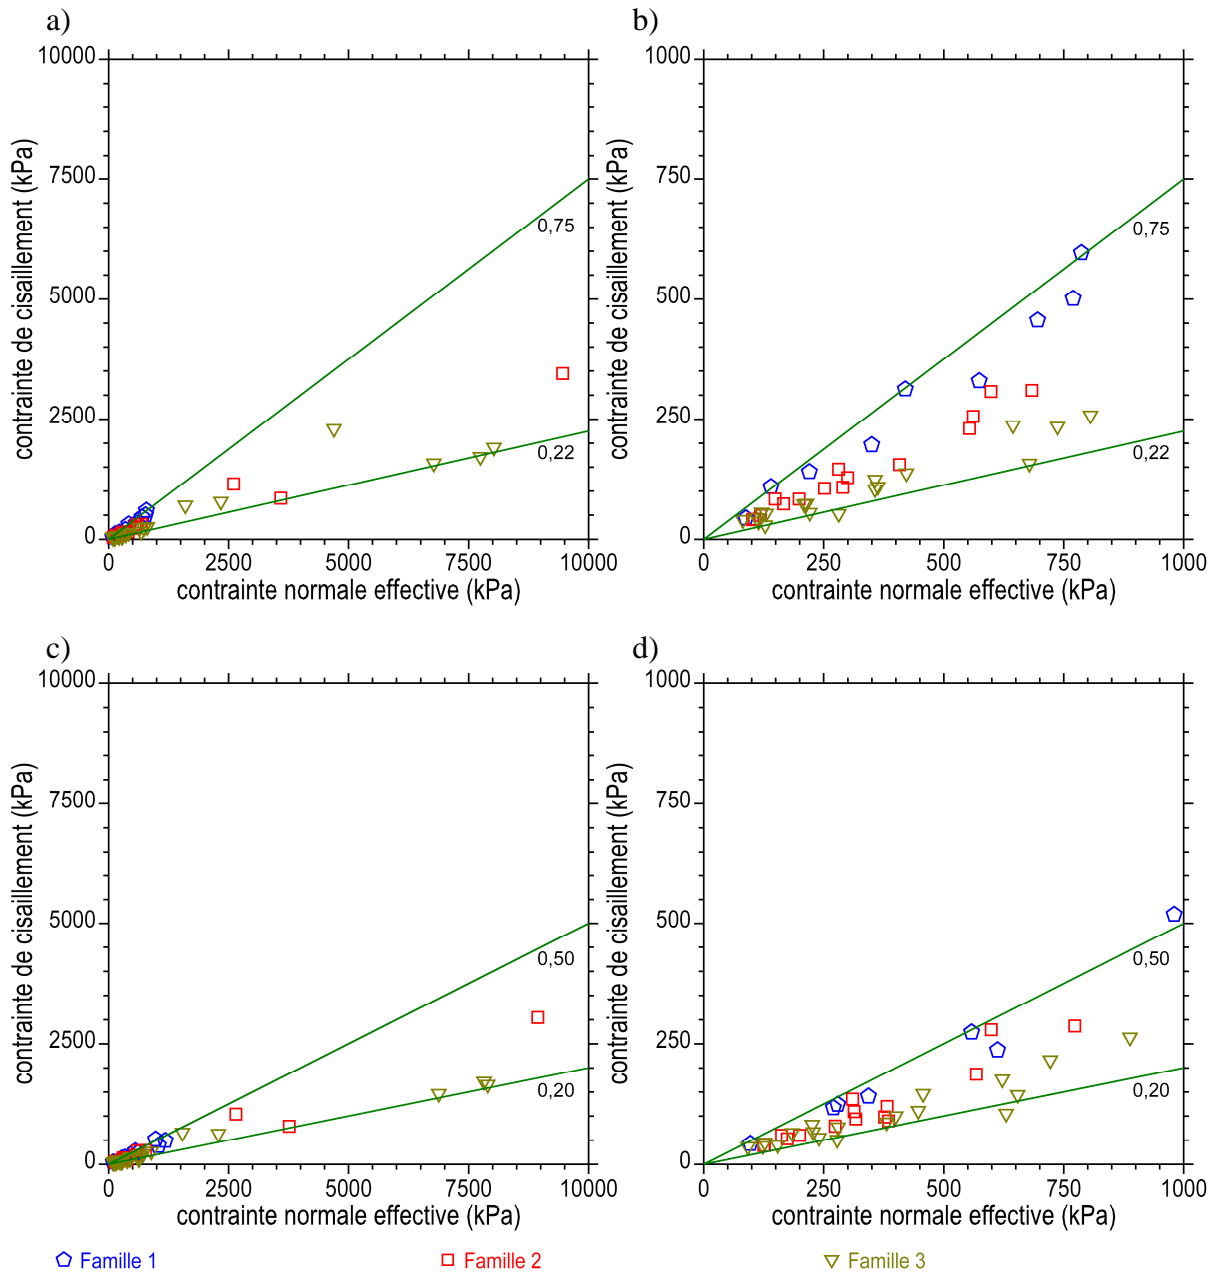 a)
b)
10000
7500
5000
2500
0
contrainte de cisaillement (kPa)
0,75
0,22
0 2500 5000 7500 10000
contrainte normale effective (kPa)
1000
750
500
250
0
contrainte de cisaillement (kPa)
0,75
0,22
0 250 500 750 1000
contrainte normale effective (kPa)
c)
d)
10000
7500
5000
2500
0
contrainte de cisaillement (kPa)
0,50
0,20
0 2500 5000 7500 10000
contrainte normale effective (kPa)
1000
750
500
250
0
contrainte de cisaillement (kPa)
0,50
0,20
0 250 500 750 1000
contrainte normale effective (kPa)
Famille 1 Famille 2 Famille 3